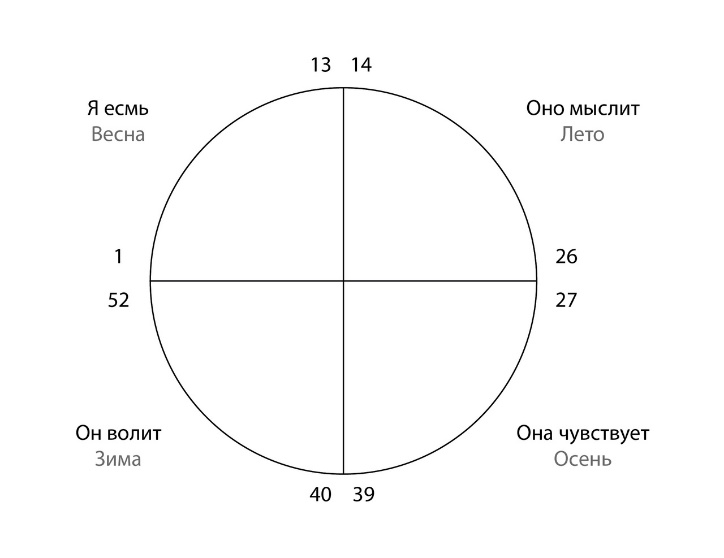 13 14
Я есмь
Весна
Оно мыслит
Лето
1
26
52
27
Он волит
Зима
Она чувствует
Осень
40 39